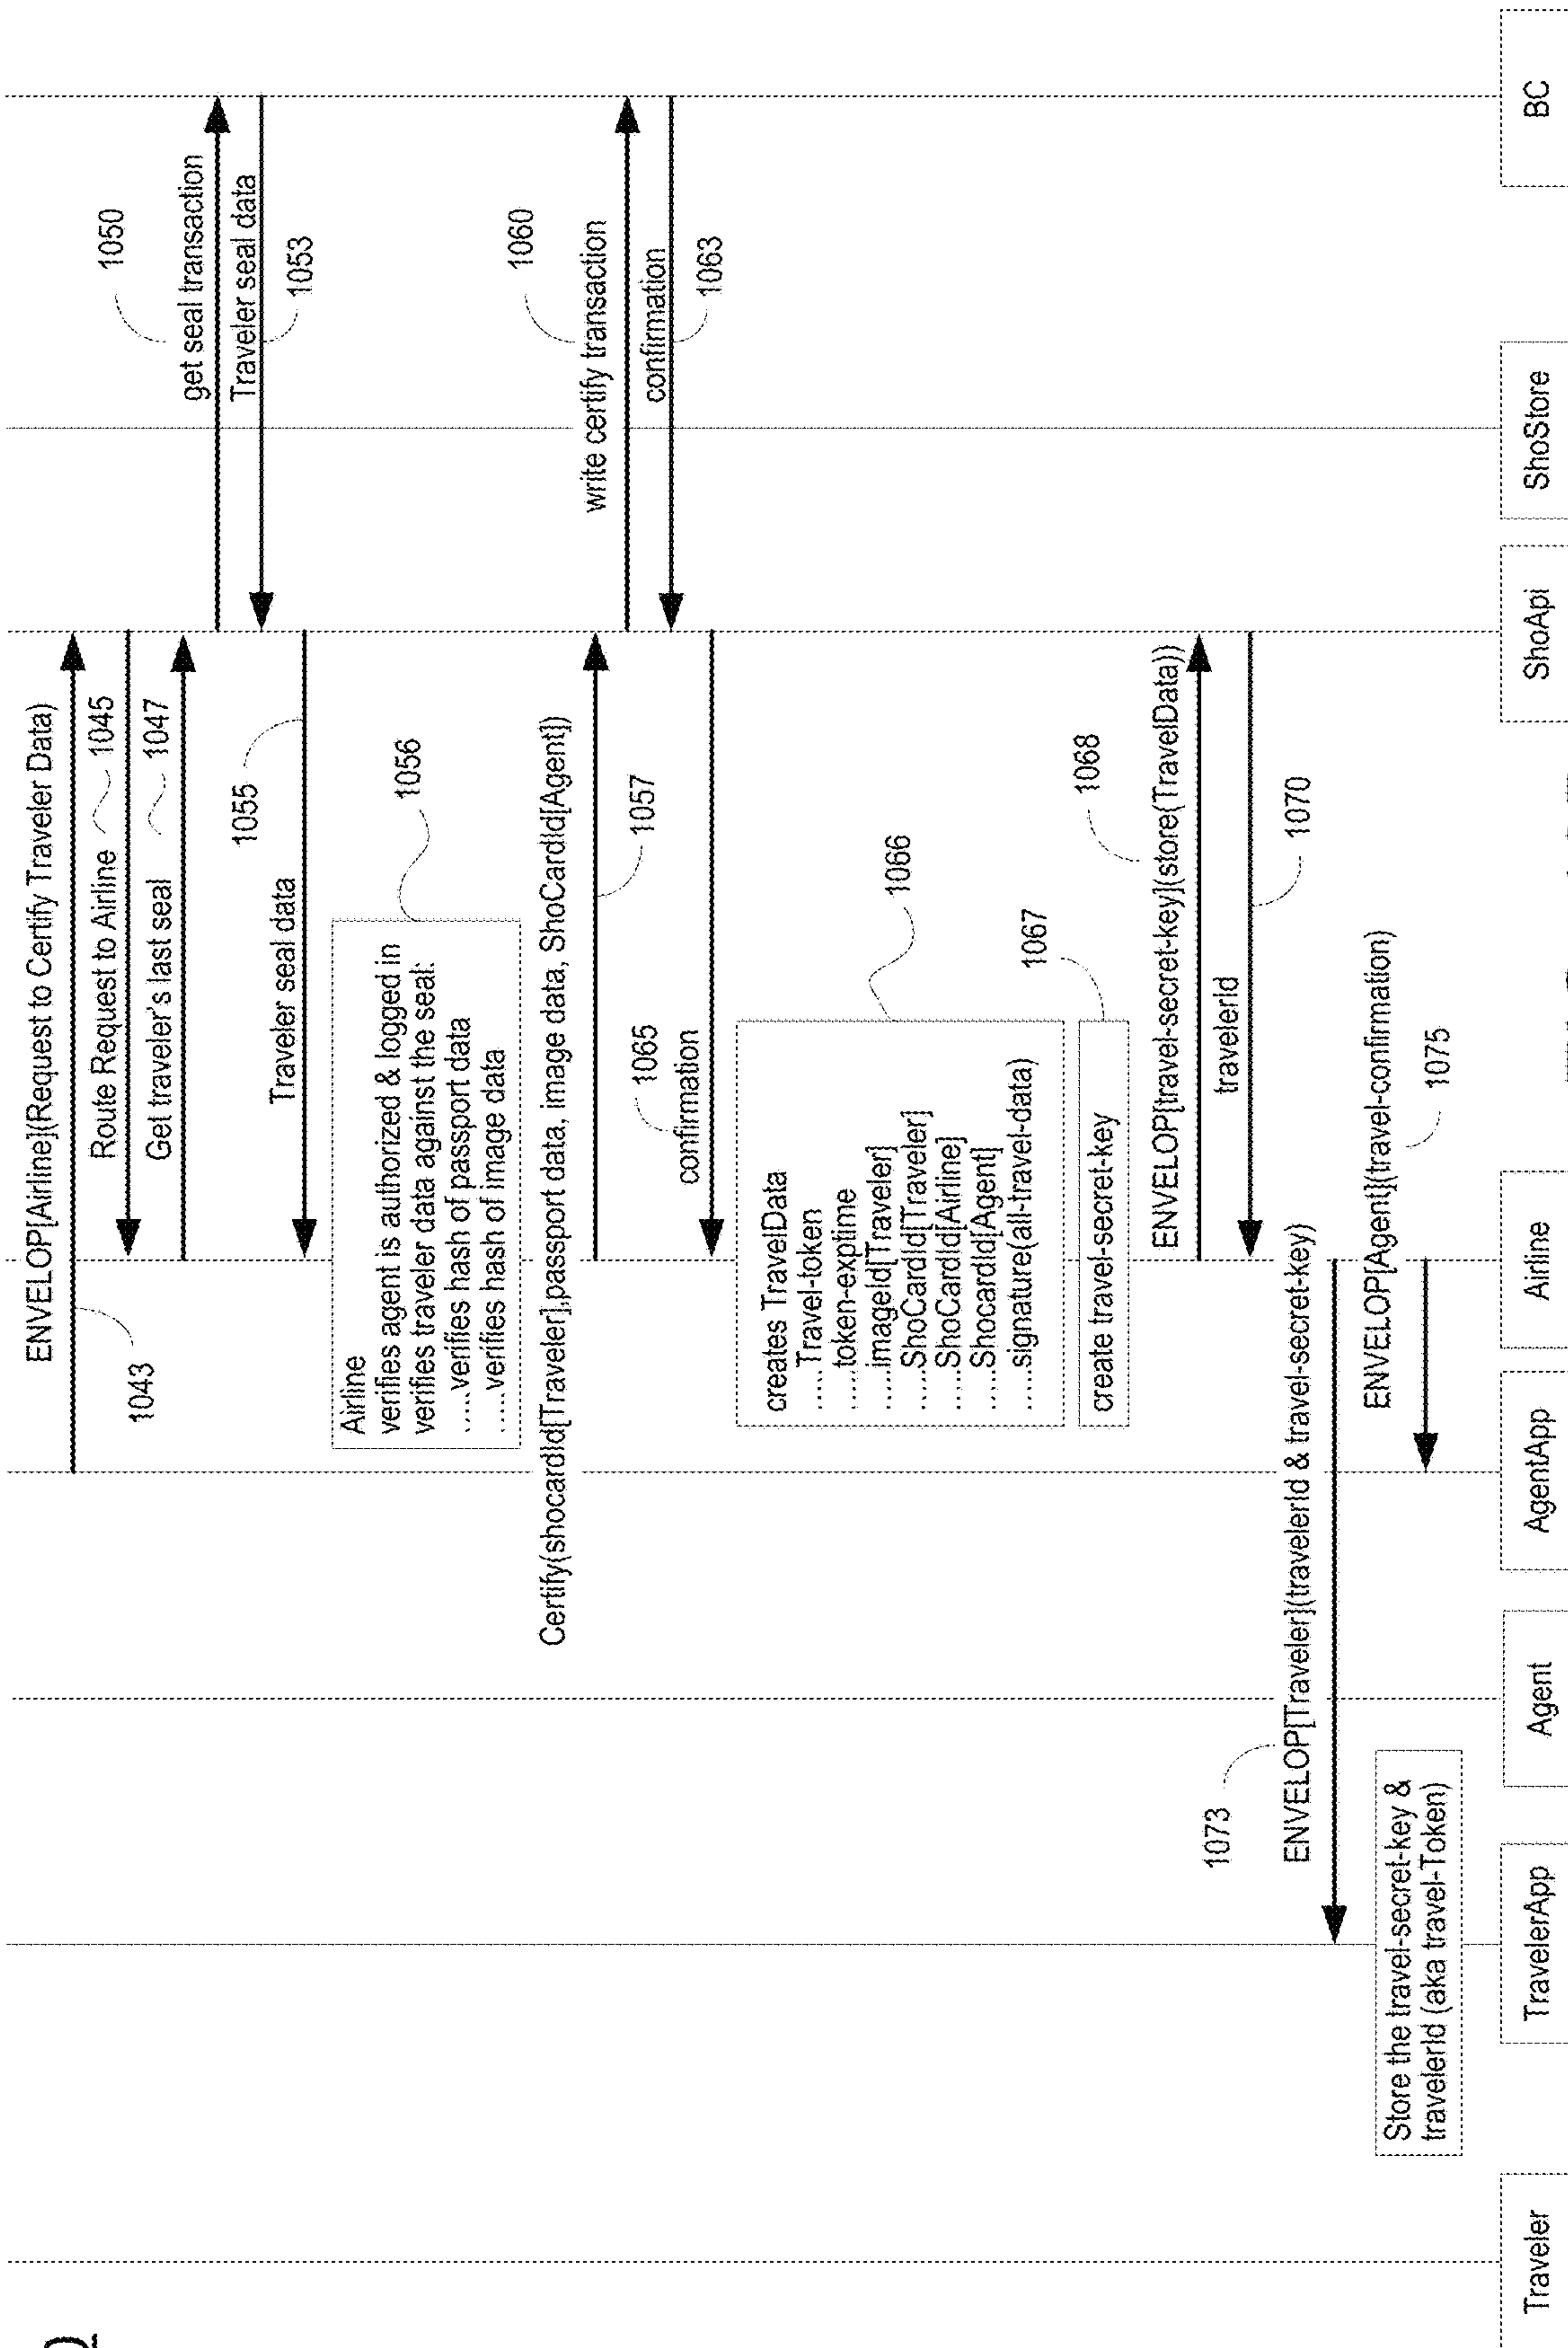 ENVELOP[Airline](Request to Certify Traveler Data)
1043
Route Request to Airline
1045
Get traveler's last seal
1047
1050
get seal transaction
Traveler seal data
1053
1055
Traveler seal data
Airline
verifies agent is authorized & logged in
verifies traveler data against the seal:
.....verifies hash of passport data
.....verifies hash of image data
1056
Certify(shocardId[Traveler],passport data, image data, ShoCardId[Agent])
1057
1060
write certify transaction
confirmation
1063
1065
confirmation
creates TravelData
.....Travel-token
.....token-exptime
.....imageId[Traveler]
.....ShoCardId[Traveler]
.....ShoCardId[Airline]
.....ShocardId[Agent]
.....signature(all-travel-data)
1066
create travel-secret-key
1067
1068
ENVELOP[travel-secret-key](store(TravelData))
travelerId
1070
1073
ENVELOP[Traveler](travelerId & travel-secret-key)
ENVELOP[Agent](travel-confirmation)
1075
Store the travel-secret-key &
travelerId (aka travel-Token)
Traveler
TravelerApp
Agent
AgentApp
Airline
ShoApi
ShoStore
BC